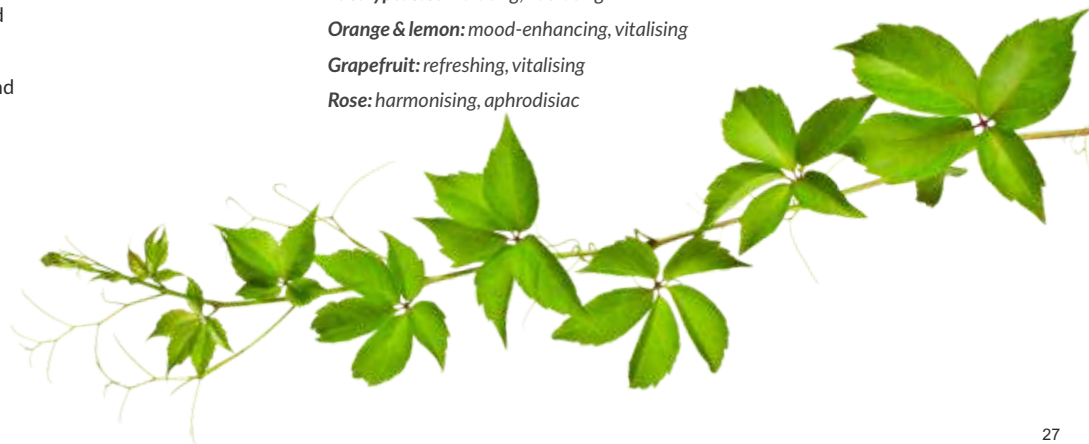 Orange & lemon: mood-enhancing, vitalising
Grapefruit: refreshing, vitalising
Rose: harmonising, aphrodisiac
27